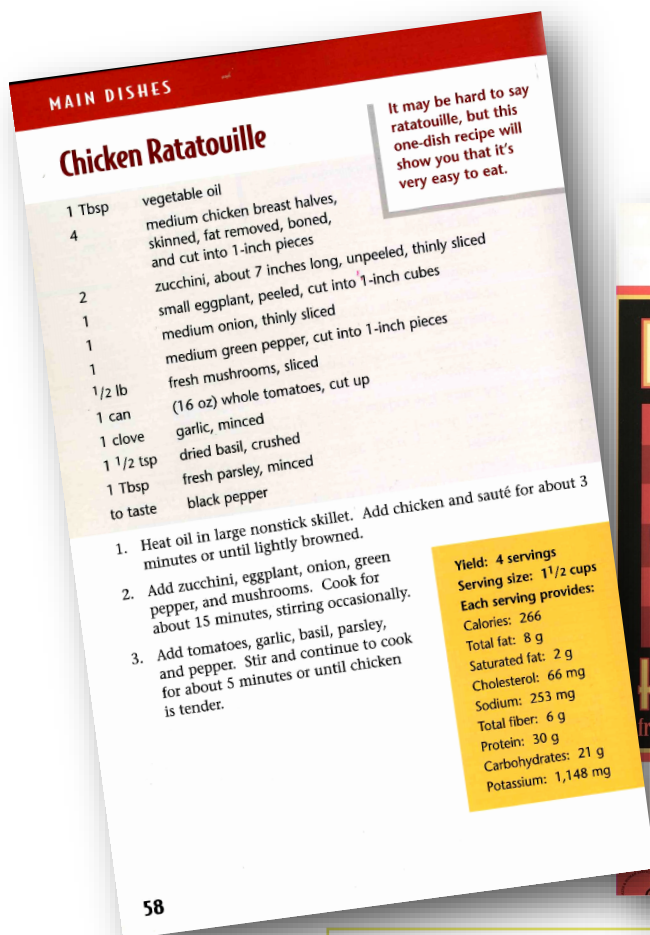 MAIN DISHES
Chicken Ratatouille
It may be hard to say
ratatouille, but this
one-dish recipe will
show you that it's
very easy to eat.
1 Tbsp vegetable oil
4 medium chicken breast halves,
skinned, fat removed, boned,
and cut into 1-inch pieces
2 zucchini, about 7 inches long, unpeeled, thinly sliced
1 small eggplant, peeled, cut into 1-inch cubes
1 medium onion, thinly sliced
1 medium green pepper, cut into 1-inch pieces
1/2 lb fresh mushrooms, sliced
1 can (16 oz) whole tomatoes, cut up
1 clove garlic, minced
1 1/2 tsp dried basil, crushed
1 Tbsp fresh parsley, minced
to taste black pepper
1. Heat oil in large nonstick skillet. Add chicken and sauté for about 3
minutes or until lightly browned.
2. Add zucchini, eggplant, onion, green
pepper, and mushrooms. Cook for
about 15 minutes, stirring occasionally.
3. Add tomatoes, garlic, basil, parsley,
and pepper. Stir and continue to cook
for about 5 minutes or until chicken
is tender.
Yield: 4 servings
Serving size: 1 1/2 cups
Each serving provides:
Calories: 266
Total fat: 8 g
Saturated fat: 2 g
Cholesterol: 66 mg
Sodium: 253 mg
Total fiber: 6 g
Protein: 30 g
Carbohydrates: 21 g
Potassium: 1,148 mg
58